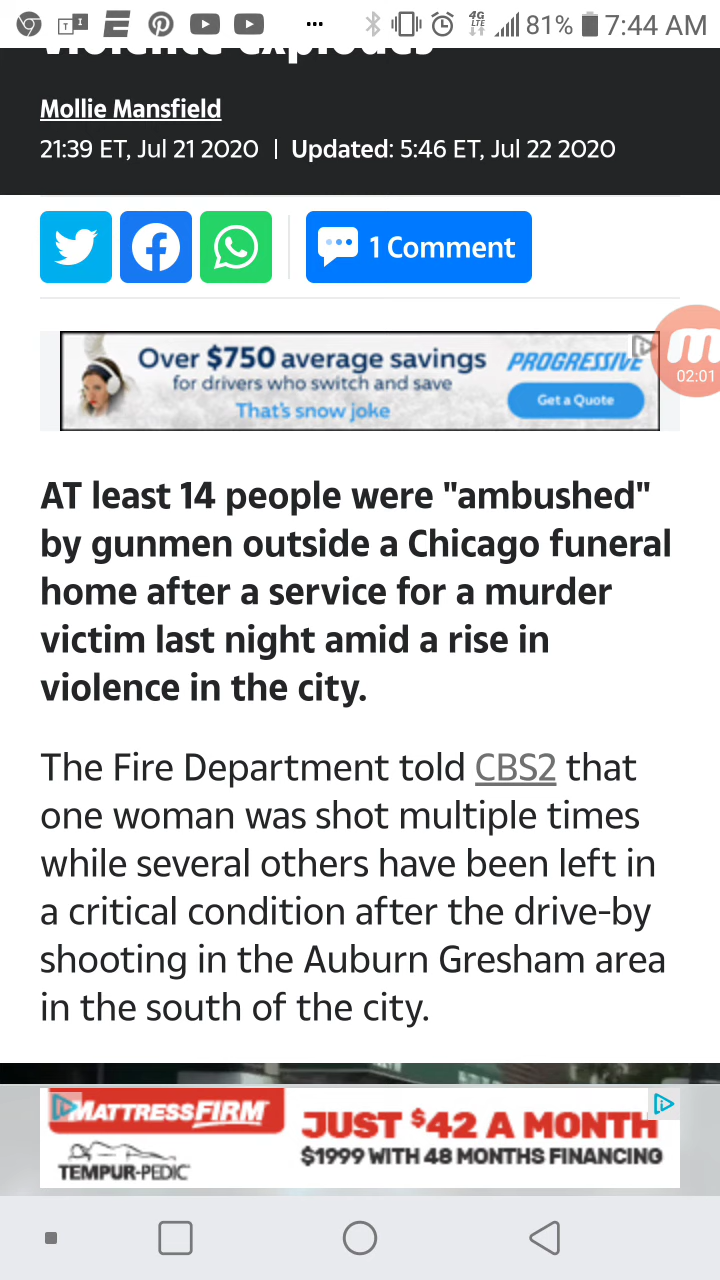 T I
4G
LTE
81%
7:44 AM
violence explodes
Mollie Mansfield
21:39 ET, Jul 21 2020 | Updated: 5:46 ET, Jul 22 2020
1 Comment
Over $750 average savings
for drivers who switch and save
That's snow joke
PROGRESSIVE
Get a Quote
02:01
AT least 14 people were "ambushed"
by gunmen outside a Chicago funeral
home after a service for a murder
victim last night amid a rise in
violence in the city.
The Fire Department told CBS2 that
one woman was shot multiple times
while several others have been left in
a critical condition after the drive-by
shooting in the Auburn Gresham area
in the south of the city.
MATTRESSFIRM
TEMPUR-PEDIC
JUST $42 A MONTH
$1999 WITH 48 MONTHS FINANCING